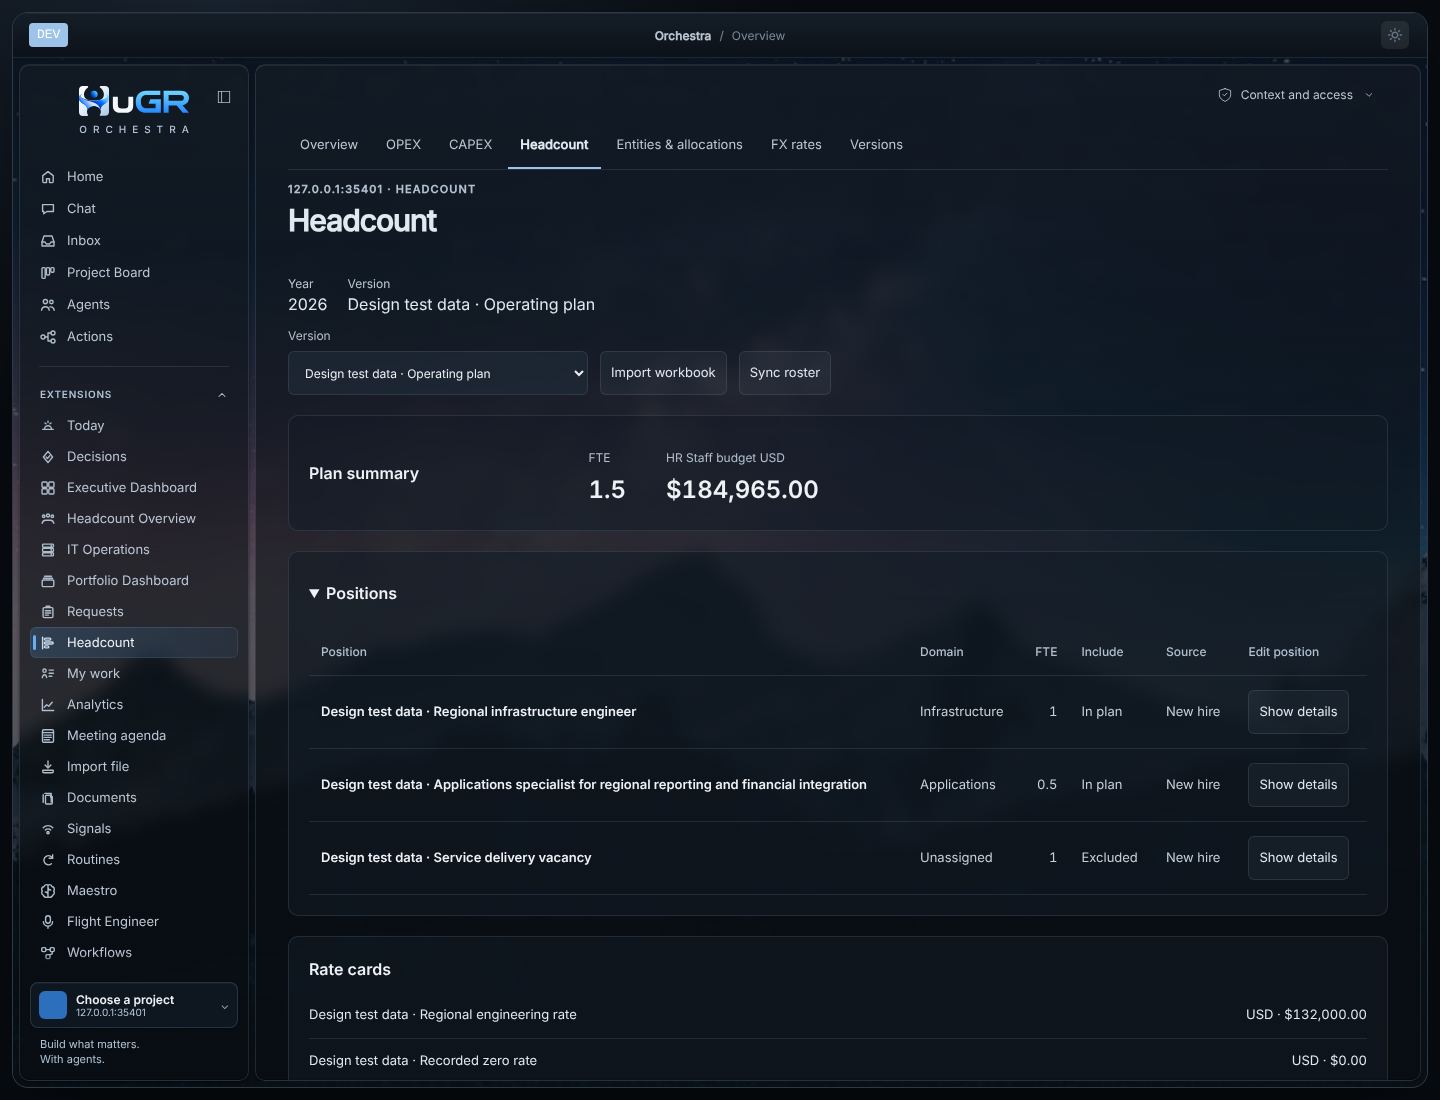 DEV
Orchestra / Overview
HuGR
ORCHESTRA
Home
Chat
Inbox
Project Board
Agents
Actions
EXTENSIONS
Today
Decisions
Executive Dashboard
Headcount Overview
IT Operations
Portfolio Dashboard
Requests
Headcount
My work
Analytics
Meeting agenda
Import file
Documents
Signals
Routines
Maestro
Flight Engineer
Workflows
Choose a project
127.0.0.1:35401
Build what matters.
With agents.
Context and access
Overview OPEX CAPEX Headcount Entities & allocations FX rates Versions
127.0.0.1:35401 · HEADCOUNT
Headcount
Year Version
2026 Design test data · Operating plan
Version
Design test data · Operating plan Import workbook Sync roster
Plan summary
FTE HR Staff budget USD
1.5 $184,965.00
Positions
Position Domain FTE Include Source Edit position
Design test data · Regional infrastructure engineer Infrastructure 1 In plan New hire Show details
Design test data · Applications specialist for regional reporting and financial integration Applications 0.5 In plan New hire Show details
Design test data · Service delivery vacancy Unassigned 1 Excluded New hire Show details
Rate cards
Design test data · Regional engineering rate USD · $132,000.00
Design test data · Recorded zero rate USD · $0.00